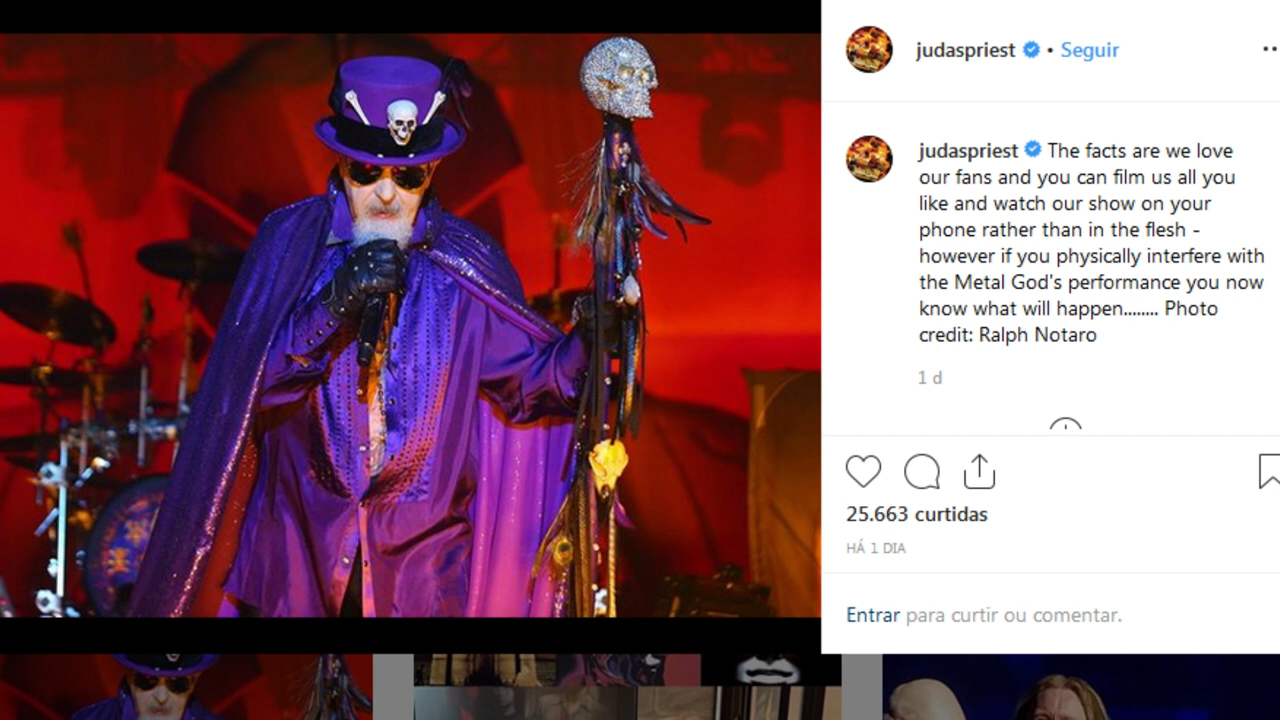 judaspriest • Seguir
judaspriest The facts are we love
our fans and you can film us all you
like and watch our show on your
phone rather than in the flesh -
however if you physically interfere with
the Metal God's performance you now
know what will happen........ Photo
credit: Ralph Notaro
1 d
25.663 curtidas
HÁ 1 DIA
Entrar para curtir ou comentar.